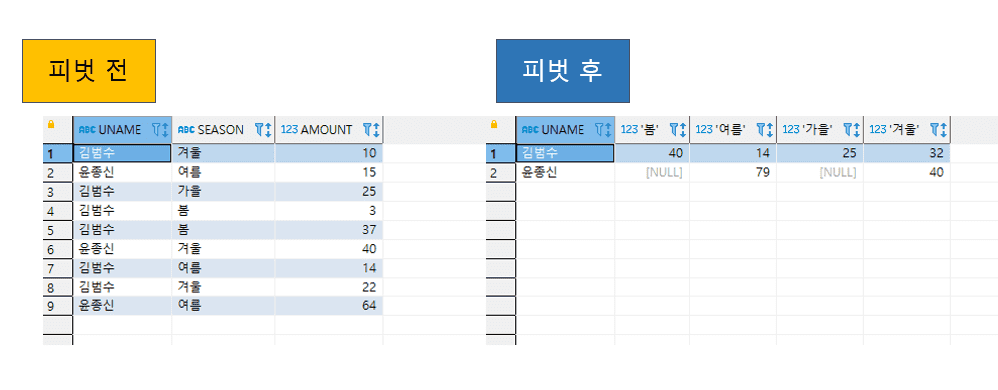 피벗 전
피벗 후
ABC UNAME ABC SEASON 123 AMOUNT
1 김범수 겨울 10
2 윤종신 여름 15
3 김범수 가을 25
4 김범수 봄 3
5 김범수 봄 37
6 윤종신 겨울 40
7 김범수 여름 14
8 김범수 겨울 22
9 윤종신 여름 64
ABC UNAME 123 '봄' 123 '여름' 123 '가을' 123 '겨울'
1 김범수 40 14 25 32
2 윤종신 [NULL] 79 [NULL] 40